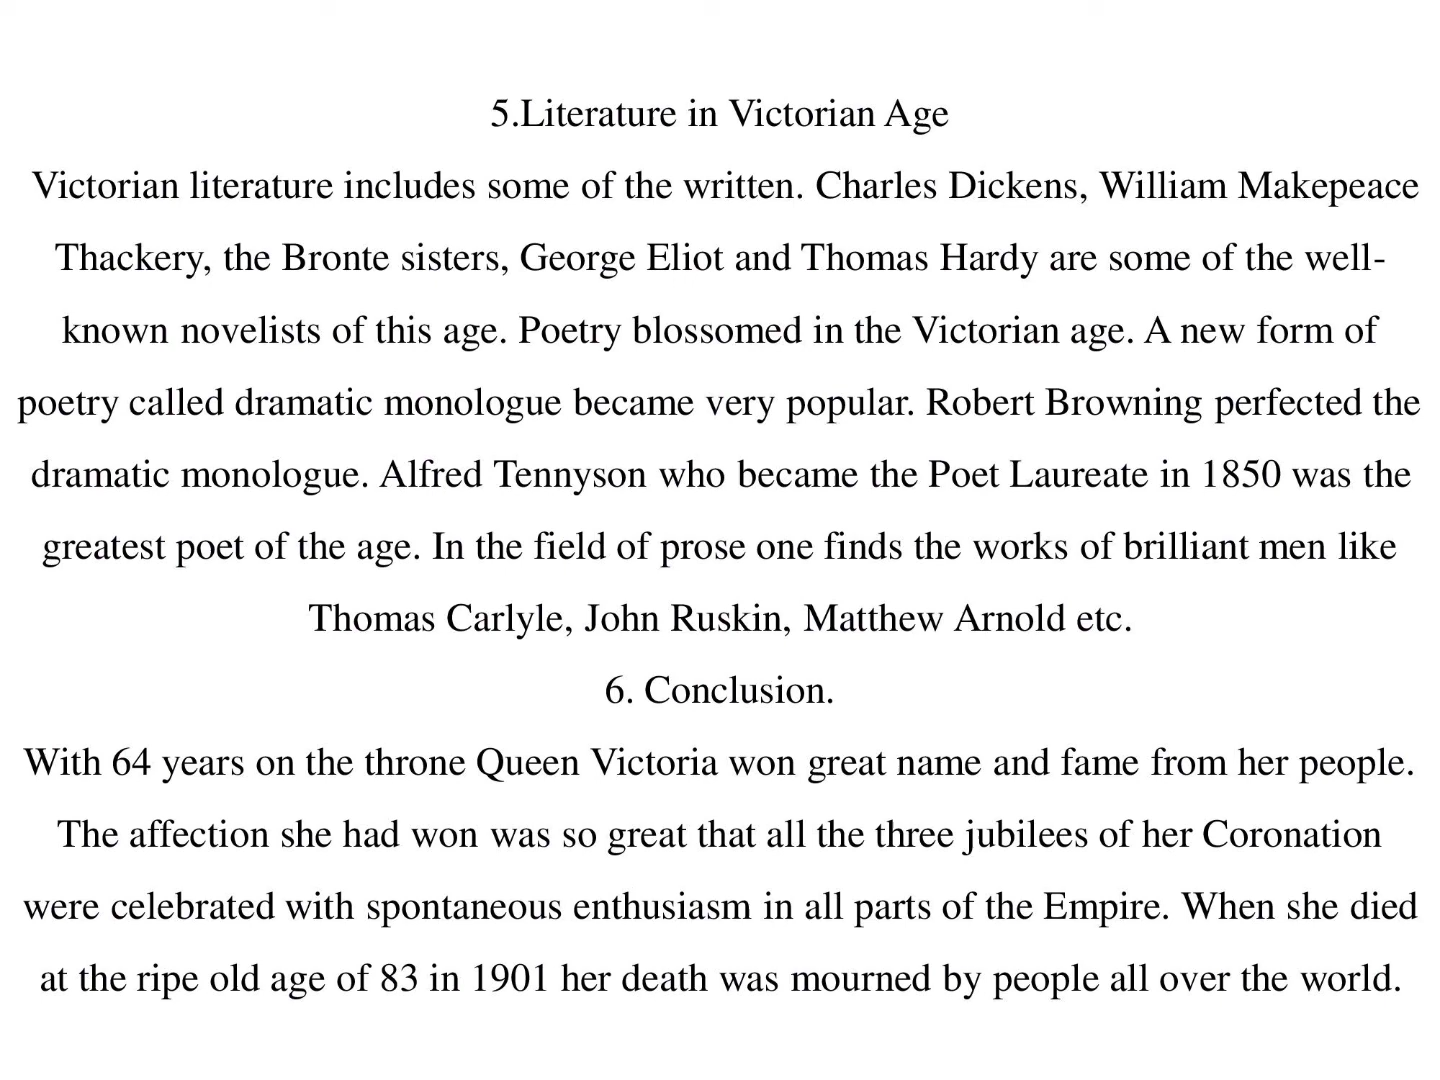 5.Literature in Victorian Age
Victorian literature includes some of the written. Charles Dickens, William Makepeace
Thackery, the Bronte sisters, George Eliot and Thomas Hardy are some of the well-
known novelists of this age. Poetry blossomed in the Victorian age. A new form of
poetry called dramatic monologue became very popular. Robert Browning perfected the
dramatic monologue. Alfred Tennyson who became the Poet Laureate in 1850 was the
greatest poet of the age. In the field of prose one finds the works of brilliant men like
Thomas Carlyle, John Ruskin, Matthew Arnold etc.
6. Conclusion.
With 64 years on the throne Queen Victoria won great name and fame from her people.
The affection she had won was so great that all the three jubilees of her Coronation
were celebrated with spontaneous enthusiasm in all parts of the Empire. When she died
at the ripe old age of 83 in 1901 her death was mourned by people all over the world.